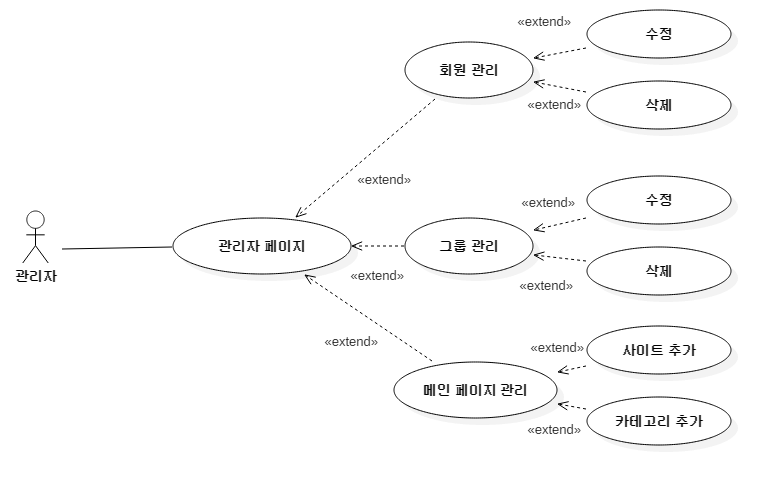 «extend»
수정
회원 관리
«extend»
삭제
«extend»
«extend»
수정
관리자
관리자 페이지
그룹 관리
«extend»
«extend»
삭제
«extend»
«extend»
사이트 추가
메인 페이지 관리
«extend»
카테고리 추가